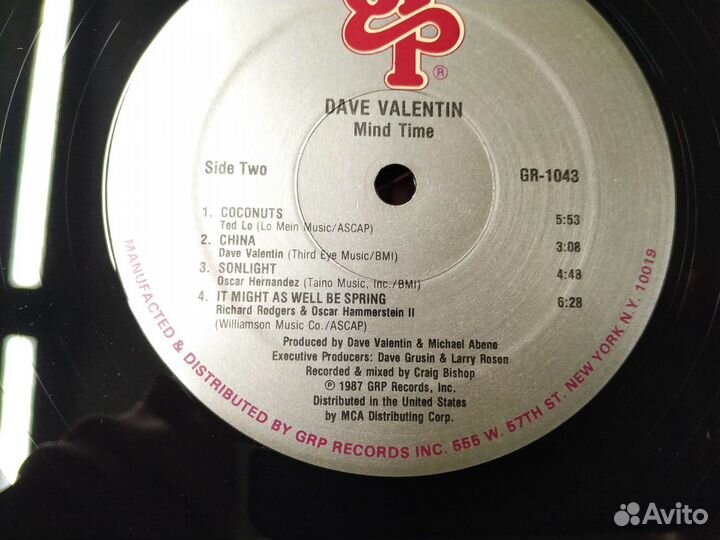 GRP
®
DAVE VALENTIN
Mind Time
Side Two
GR-1043
1. COCONUTS 5:53
Ted Lo (Lo Mein Music/ASCAP)
2. CHINA 3:08
Dave Valentin (Third Eye Music/BMI)
3. SONLIGHT 4:48
Oscar Hernandez (Taino Music, Inc./BMI)
4. IT MIGHT AS WELL BE SPRING 6:28
Richard Rodgers & Oscar Hammerstein II
(Williamson Music Co./ASCAP)
Produced by Dave Valentin & Michael Abene
Executive Producers: Dave Grusin & Larry Rosen
Recorded & mixed by Craig Bishop
℗ 1987 GRP Records, Inc.
Distributed in the United States
by MCA Distributing Corp.
MANUFACTED & DISTRIBUTED BY GRP RECORDS INC. 555 W. 57TH ST. NEW YORK N.Y. 10019
Avito